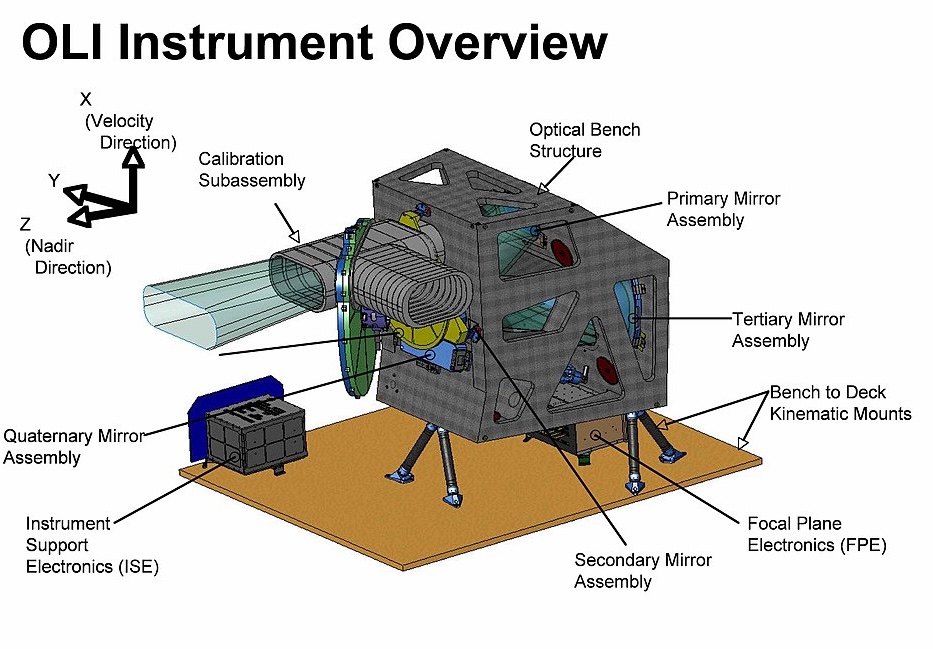 OLI Instrument Overview
X
(Velocity
Direction)
Y
Z
(Nadir
Direction)
Calibration
Subassembly
Optical Bench
Structure
Primary Mirror
Assembly
Tertiary Mirror
Assembly
Bench to Deck
Kinematic Mounts
Quaternary Mirror
Assembly
Instrument
Support
Electronics (ISE)
Secondary Mirror
Assembly
Focal Plane
Electronics (FPE)